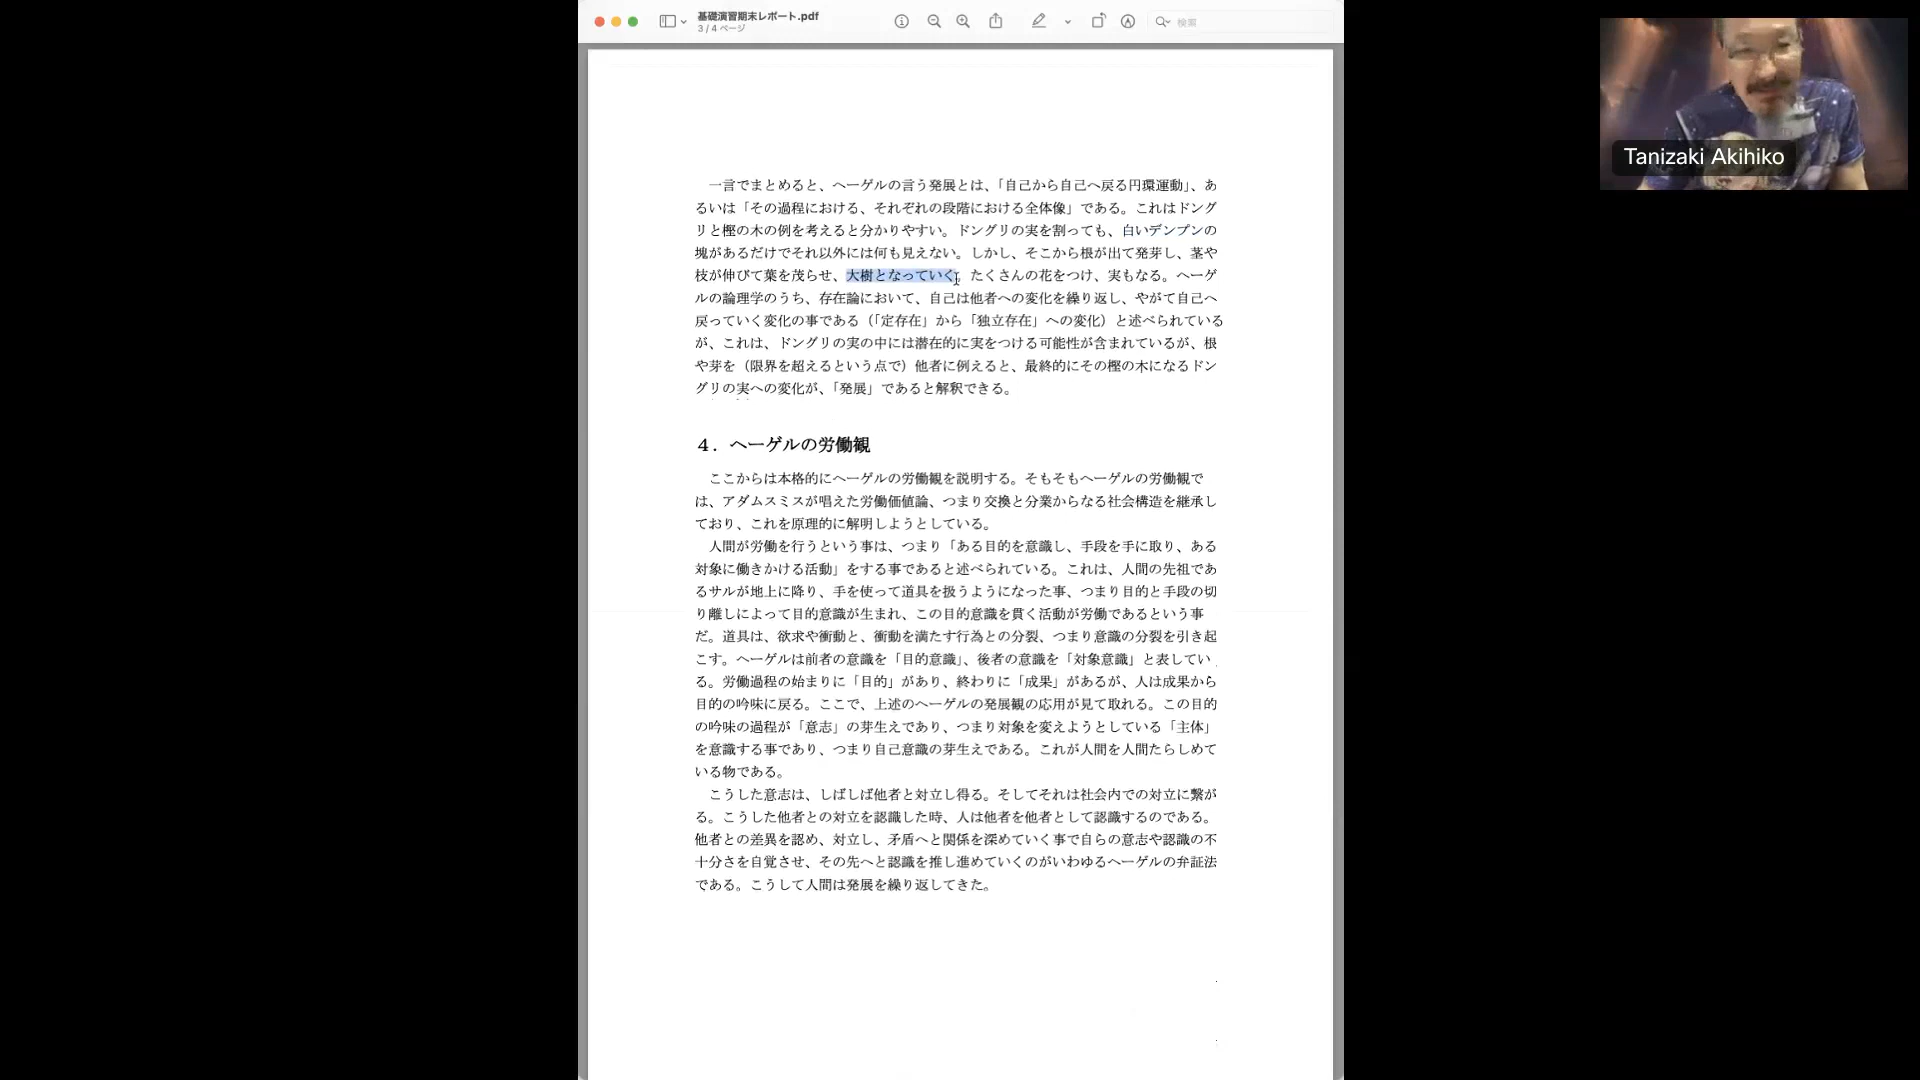 基礎演習期末レポート.pdf
3 / 4 ページ
検索
Tanizaki Akihiko
一言でまとめると、ヘーゲルの言う発展とは、「自己から自己へ戻る円環運動」、あ
るいは「その過程における、それぞれの段階における全体像」である。これはドング
リと樫の木の例を考えると分かりやすい。ドングリの実を割っても、白いデンプンの
塊があるだけでそれ以外には何も見えない。しかし、そこから根が出て発芽し、茎や
枝が伸びて葉を茂らせ、大樹となっていく。たくさんの花をつけ、実もなる。ヘーゲ
ルの論理学のうち、存在論において、自己は他者への変化を繰り返し、やがて自己へ
戻っていく変化の事である（「定存在」から「独立存在」への変化）と述べられている
が、これは、ドングリの実の中には潜在的に実をつける可能性が含まれているが、根
や芽を（限界を超えるという点で）他者に例えると、最終的にその樫の木になるドン
グリの実への変化が、「発展」であると解釈できる。
４．ヘーゲルの労働観
ここからは本格的にヘーゲルの労働観を説明する。そもそもヘーゲルの労働観で
は、アダムスミスが唱えた労働価値論、つまり交換と分業からなる社会構造を継承し
ており、これを原理的に解明しようとしている。
人間が労働を行うという事は、つまり「ある目的を意識し、手段を手に取り、ある
対象に働きかける活動」をする事であると述べられている。これは、人間の先祖であ
るサルが地上に降り、手を使って道具を扱うようになった事、つまり目的と手段の切
り離しによって目的意識が生まれ、この目的意識を貫く活動が労働であるという事
だ。道具は、欲求や衝動と、衝動を満たす行為との分裂、つまり意識の分裂を引き起
こす。ヘーゲルは前者の意識を「目的意識」、後者の意識を「対象意識」と表してい
る。労働過程の始まりに「目的」があり、終わりに「成果」があるが、人は成果から
目的の吟味に戻る。ここで、上述のヘーゲルの発展観の応用が見て取れる。この目的
の吟味の過程が「意志」の芽生えであり、つまり対象を変えようとしている「主体」
を意識する事であり、つまり自己意識の芽生えである。これが人間を人間たらしめて
いる物である。
こうした意志は、しばしば他者と対立し得る。そしてそれは社会内での対立に繋が
る。こうした他者との対立を認識した時、人は他者を他者として認識するのである。
他者との差異を認め、対立し、矛盾へと関係を深めていく事で自らの意志や認識の不
十分さを自覚させ、その先へと認識を推し進めていくのがいわゆるヘーゲルの弁証法
である。こうして人間は発展を繰り返してきた。